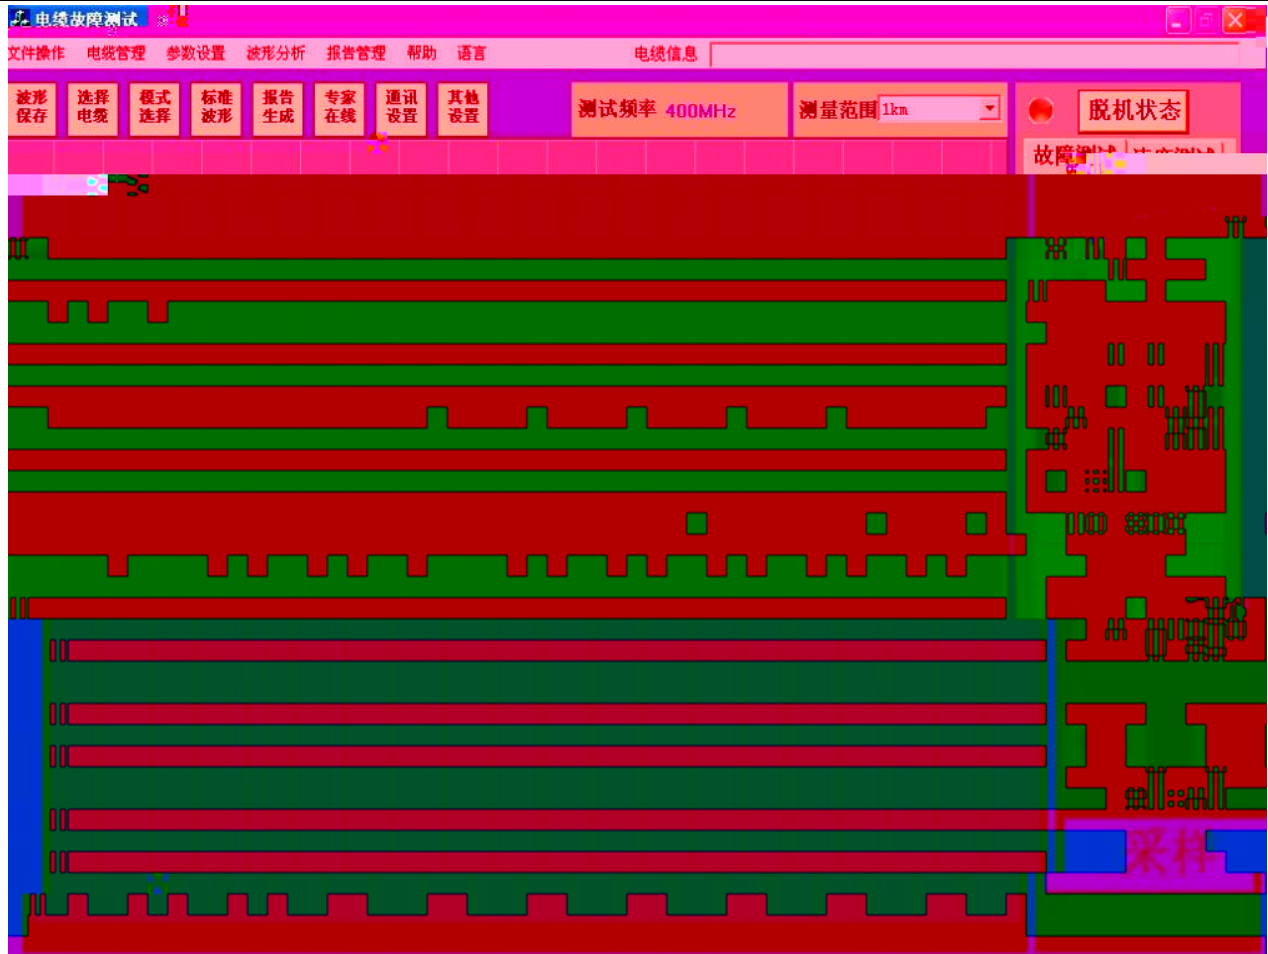 电缆故障测试
文件操作 电缆管理 参数设置 波形分析 报告管理 帮助 语言 电缆信息
波形保存 选择电缆 模式选择 标准波形 报告生成 专家在线 通讯设置 其他设置 测试频率 400MHz 测量范围 1km 脱机状态
故障测试
采样